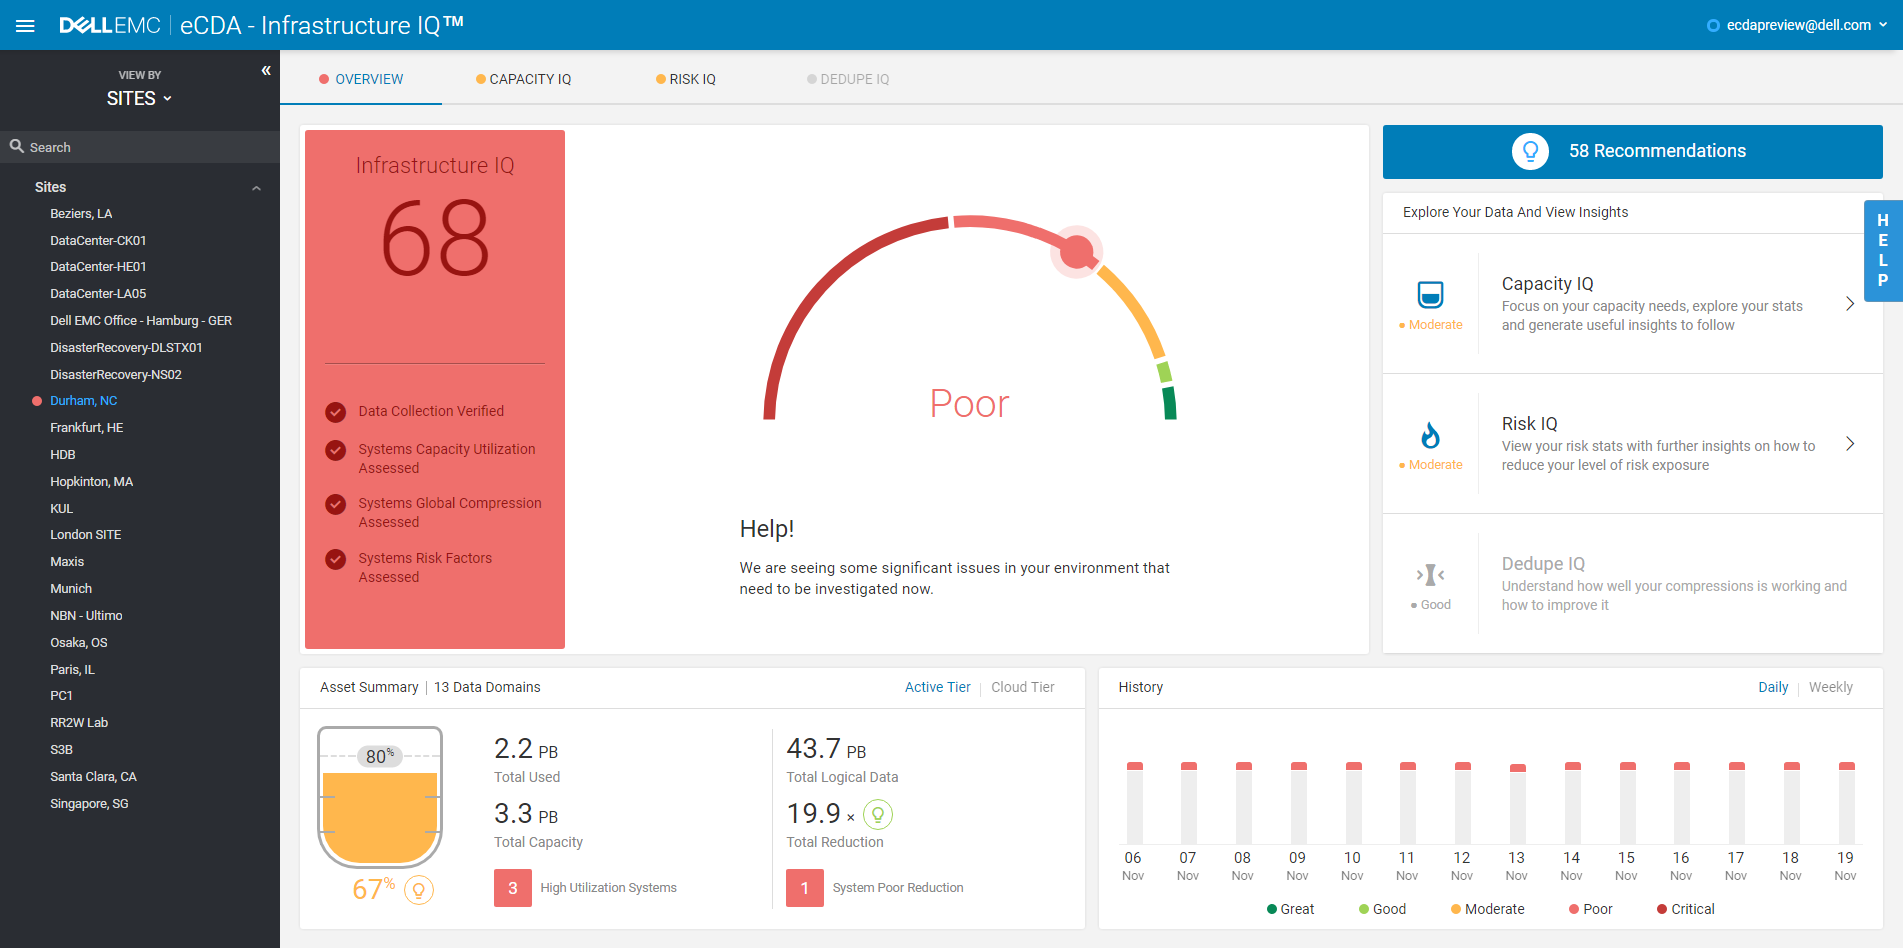 DELLEMC | eCDA - Infrastructure IQ™
ecdapreview@dell.com
VIEW BY
SITES
«
Search
Sites
Beziers, LA
DataCenter-CK01
DataCenter-HE01
DataCenter-LA05
Dell EMC Office - Hamburg - GER
DisasterRecovery-DLSTX01
DisasterRecovery-NS02
Durham, NC
Frankfurt, HE
HDB
Hopkinton, MA
KUL
London SITE
Maxis
Munich
NBN - Ultimo
Osaka, OS
Paris, IL
PC1
RR2W Lab
S3B
Santa Clara, CA
Singapore, SG
OVERVIEW
CAPACITY IQ
RISK IQ
DEDUPE IQ
Infrastructure IQ
68
Data Collection Verified
Systems Capacity Utilization
Assessed
Systems Global Compression
Assessed
Systems Risk Factors
Assessed
Poor
Help!
We are seeing some significant issues in your environment that
need to be investigated now.
58 Recommendations
Explore Your Data And View Insights
HELP
Capacity IQ
Focus on your capacity needs, explore your stats
and generate useful insights to follow
Moderate
Risk IQ
View your risk stats with further insights on how to
reduce your level of risk exposure
Moderate
Dedupe IQ
Understand how well your compressions is working and
how to improve it
Good
Asset Summary | 13 Data Domains
Active Tier | Cloud Tier
80%
67%
2.2 PB
Total Used
3.3 PB
Total Capacity
3 High Utilization Systems
43.7 PB
Total Logical Data
19.9 ×
Total Reduction
1 System Poor Reduction
History
Daily | Weekly
06 07 08 09 10 11 12 13 14 15 16 17 18 19
Nov Nov Nov Nov Nov Nov Nov Nov Nov Nov Nov Nov Nov Nov
Great Good Moderate Poor Critical